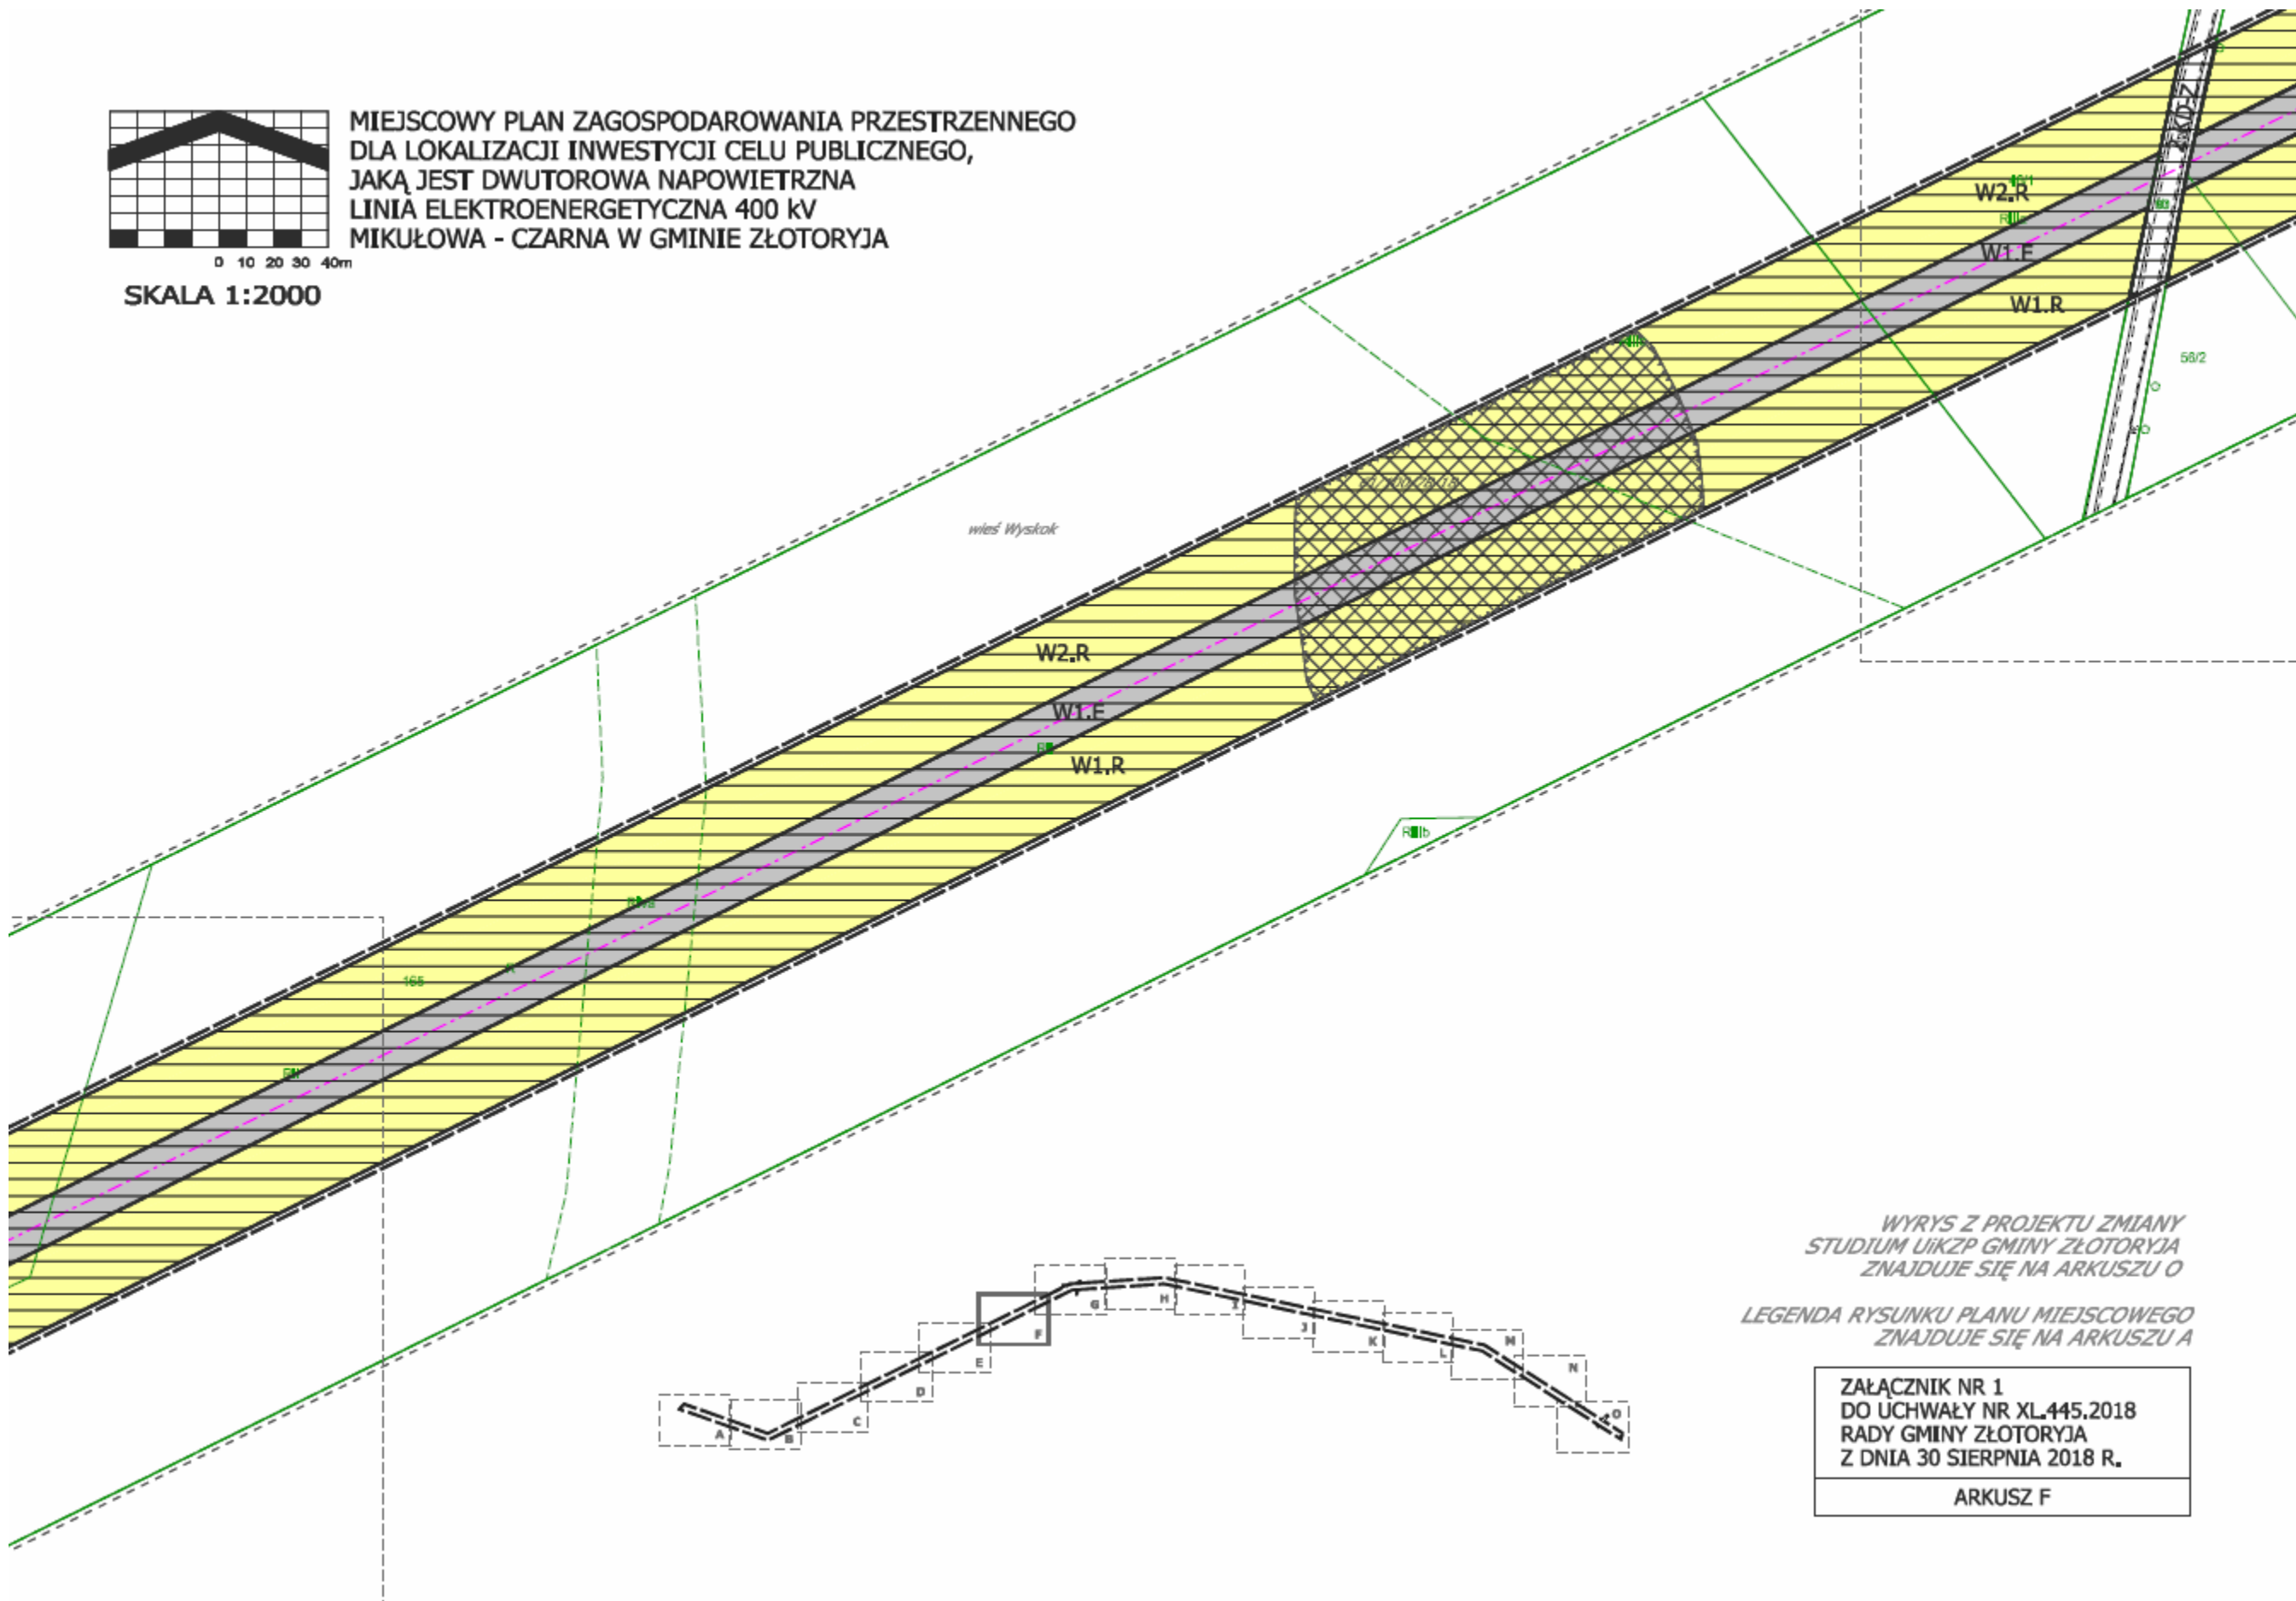 MIEJSCOWY PLAN ZAGOSPODAROWANIA PRZESTRZENNEGO
DLA LOKALIZACJI INWESTYCJI CELU PUBLICZNEGO,
JAKĄ JEST DWUTOROWA NAPOWIETRZNA
LINIA ELEKTROENERGETYCZNA 400 kV
MIKUŁOWA - CZARNA W GMINIE ZŁOTORYJA
0 10 20 30 40m
SKALA 1:2000
W2.R
W1.E
W1.R
56/2
wieś Wyskok
W2.R
W1.E
W1.R
165
WYRYS Z PROJEKTU ZMIANY
STUDIUM UiKZP GMINY ZŁOTORYJA
ZNAJDUJE SIĘ NA ARKUSZU O
LEGENDA RYSUNKU PLANU MIEJSCOWEGO
ZNAJDUJE SIĘ NA ARKUSZU A
A B C D E F G H I J K L M N O
ZAŁĄCZNIK NR 1
DO UCHWAŁY NR XL.445.2018
RADY GMINY ZŁOTORYJA
Z DNIA 30 SIERPNIA 2018 R.
ARKUSZ F